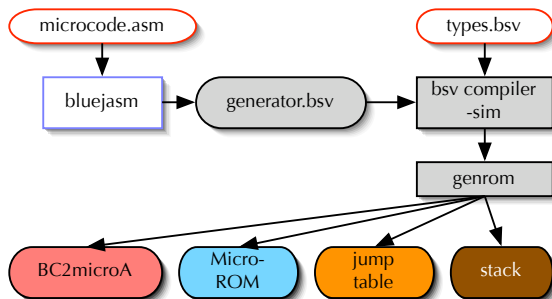 microcode.asm
types.bsv
bluejasm
generator.bsv
bsv compiler
-sim
genrom
BC2microA
Micro-
ROM
jump
table
stack